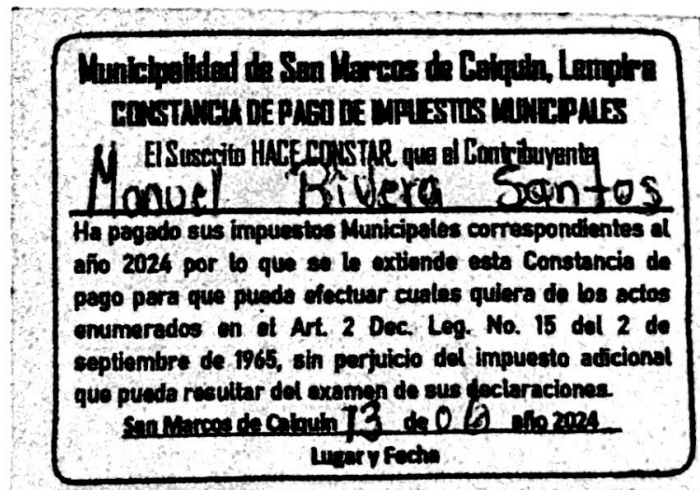 Municipalidad de San Marcos de Caiquin, Lempira
CONSTANCIA DE PAGO DE IMPUESTOS MUNICIPALES
El Suscrito HACE CONSTAR, que el Contribuyente
Manuel Rivera Santos
Ha pagado sus impuestos Municipales correspondientes al
año 2024 por lo que se le extiende esta Constancia de
pago para que pueda efectuar cuales quiera de los actos
enumerados en el Art. 2 Dec. Leg. No. 15 del 2 de
septiembre de 1965, sin perjuicio del impuesto adicional
que pueda resultar del examen de sus declaraciones.
San Marcos de Caiquin 13 de 06 año 2024
Lugar y Fecha